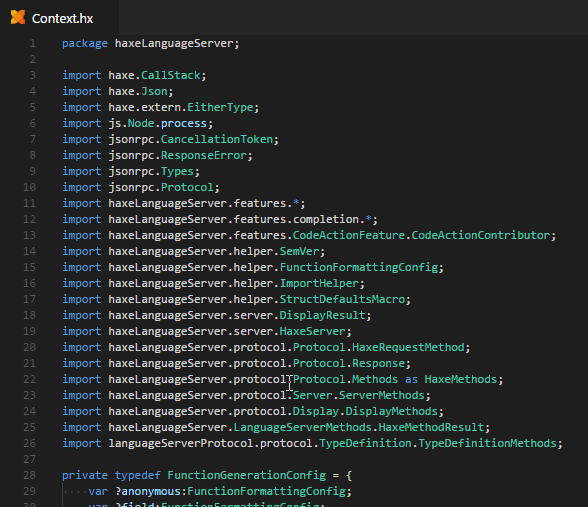 Context.hx
1 package haxeLanguageServer;
2
3 import haxe.CallStack;
4 import haxe.Json;
5 import haxe.extern.EitherType;
6 import js.Node.process;
7 import jsonrpc.CancellationToken;
8 import jsonrpc.ResponseError;
9 import jsonrpc.Types;
10 import jsonrpc.Protocol;
11 import haxeLanguageServer.features.*;
12 import haxeLanguageServer.features.completion.*;
13 import haxeLanguageServer.features.CodeActionFeature.CodeActionContributor;
14 import haxeLanguageServer.helper.SemVer;
15 import haxeLanguageServer.helper.FunctionFormattingConfig;
16 import haxeLanguageServer.helper.ImportHelper;
17 import haxeLanguageServer.helper.StructDefaultsMacro;
18 import haxeLanguageServer.server.DisplayResult;
19 import haxeLanguageServer.server.HaxeServer;
20 import haxeLanguageServer.protocol.Protocol.HaxeRequestMethod;
21 import haxeLanguageServer.protocol.Protocol.Response;
22 import haxeLanguageServer.protocol.Protocol.Methods as HaxeMethods;
23 import haxeLanguageServer.protocol.Server.ServerMethods;
24 import haxeLanguageServer.protocol.Display.DisplayMethods;
25 import haxeLanguageServer.LanguageServerMethods.HaxeMethodResult;
26 import languageServerProtocol.protocol.TypeDefinition.TypeDefinitionMethods;
27
28 private typedef FunctionGenerationConfig = {
29 var ?anonymous:FunctionFormattingConfig;
30 var ?field:FunctionFormattingConfig;